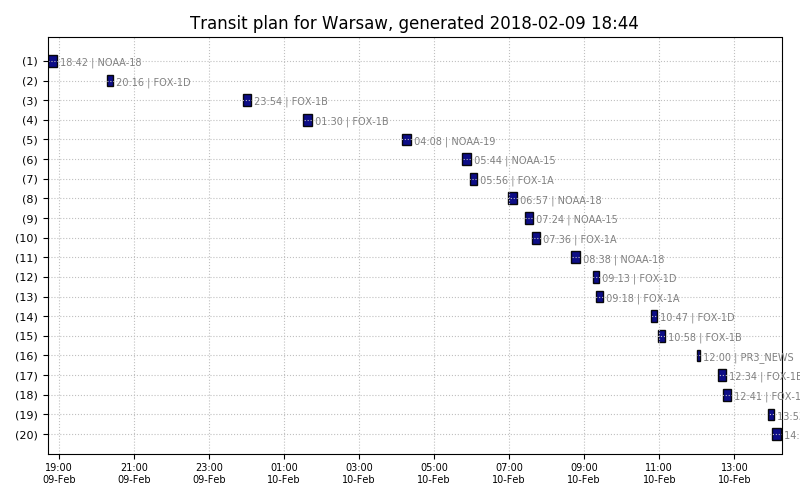 Transit plan for Warsaw, generated 2018-02-09 18:44
(1) 18:42 | NOAA-18
(2) 20:16 | FOX-1D
(3) 23:54 | FOX-1B
(4) 01:30 | FOX-1B
(5) 04:08 | NOAA-19
(6) 05:44 | NOAA-15
(7) 05:56 | FOX-1A
(8) 06:57 | NOAA-18
(9) 07:24 | NOAA-15
(10) 07:36 | FOX-1A
(11) 08:38 | NOAA-18
(12) 09:13 | FOX-1D
(13) 09:18 | FOX-1A
(14) 10:47 | FOX-1D
(15) 10:58 | FOX-1B
(16) 12:00 | PR3_NEWS
(17) 12:34 | FOX-1B
(18) 12:41 | FOX-1
(19) 13:5
(20) 14:
19:00 21:00 23:00 01:00 03:00 05:00 07:00 09:00 11:00 13:00
09-Feb 09-Feb 09-Feb 10-Feb 10-Feb 10-Feb 10-Feb 10-Feb 10-Feb 10-Feb